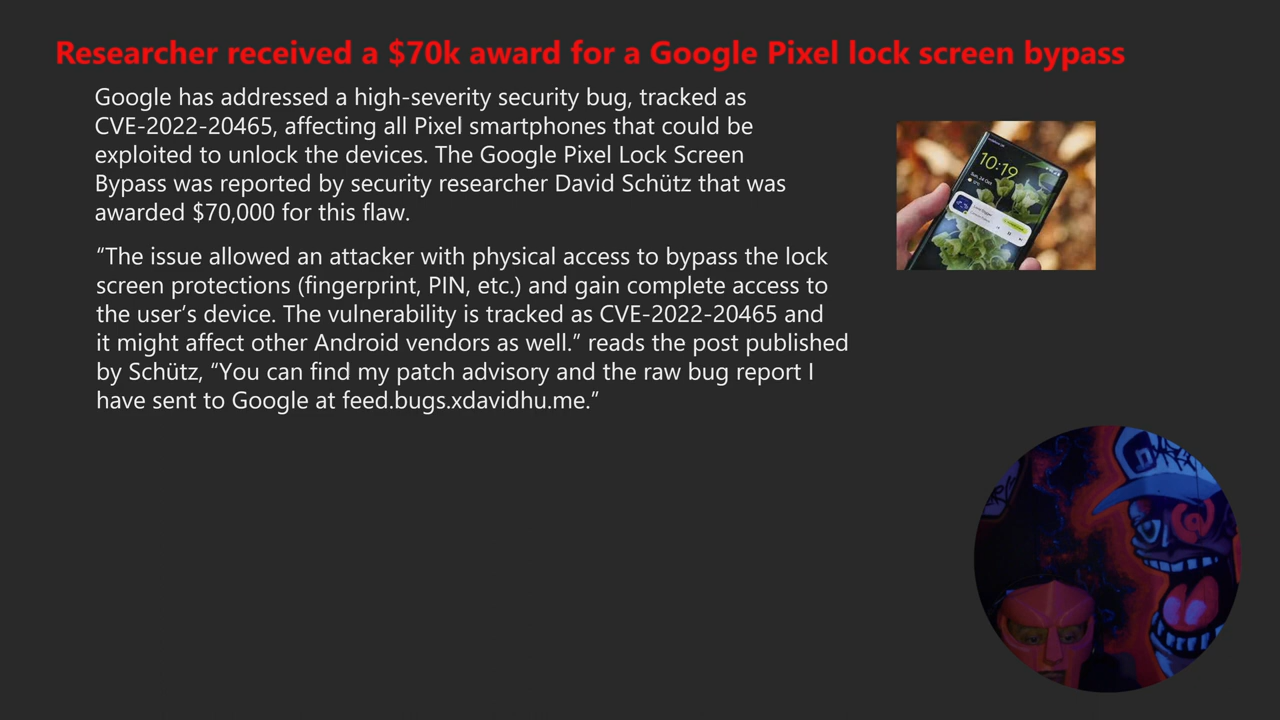 Researcher received a $70k award for a Google Pixel lock screen bypass
Google has addressed a high-severity security bug, tracked as
CVE-2022-20465, affecting all Pixel smartphones that could be
exploited to unlock the devices. The Google Pixel Lock Screen
Bypass was reported by security researcher David Schütz that was
awarded $70,000 for this flaw.
10:19
“The issue allowed an attacker with physical access to bypass the lock
screen protections (fingerprint, PIN, etc.) and gain complete access to
the user’s device. The vulnerability is tracked as CVE-2022-20465 and
it might affect other Android vendors as well.” reads the post published
by Schütz, “You can find my patch advisory and the raw bug report I
have sent to Google at feed.bugs.xdavidhu.me.”